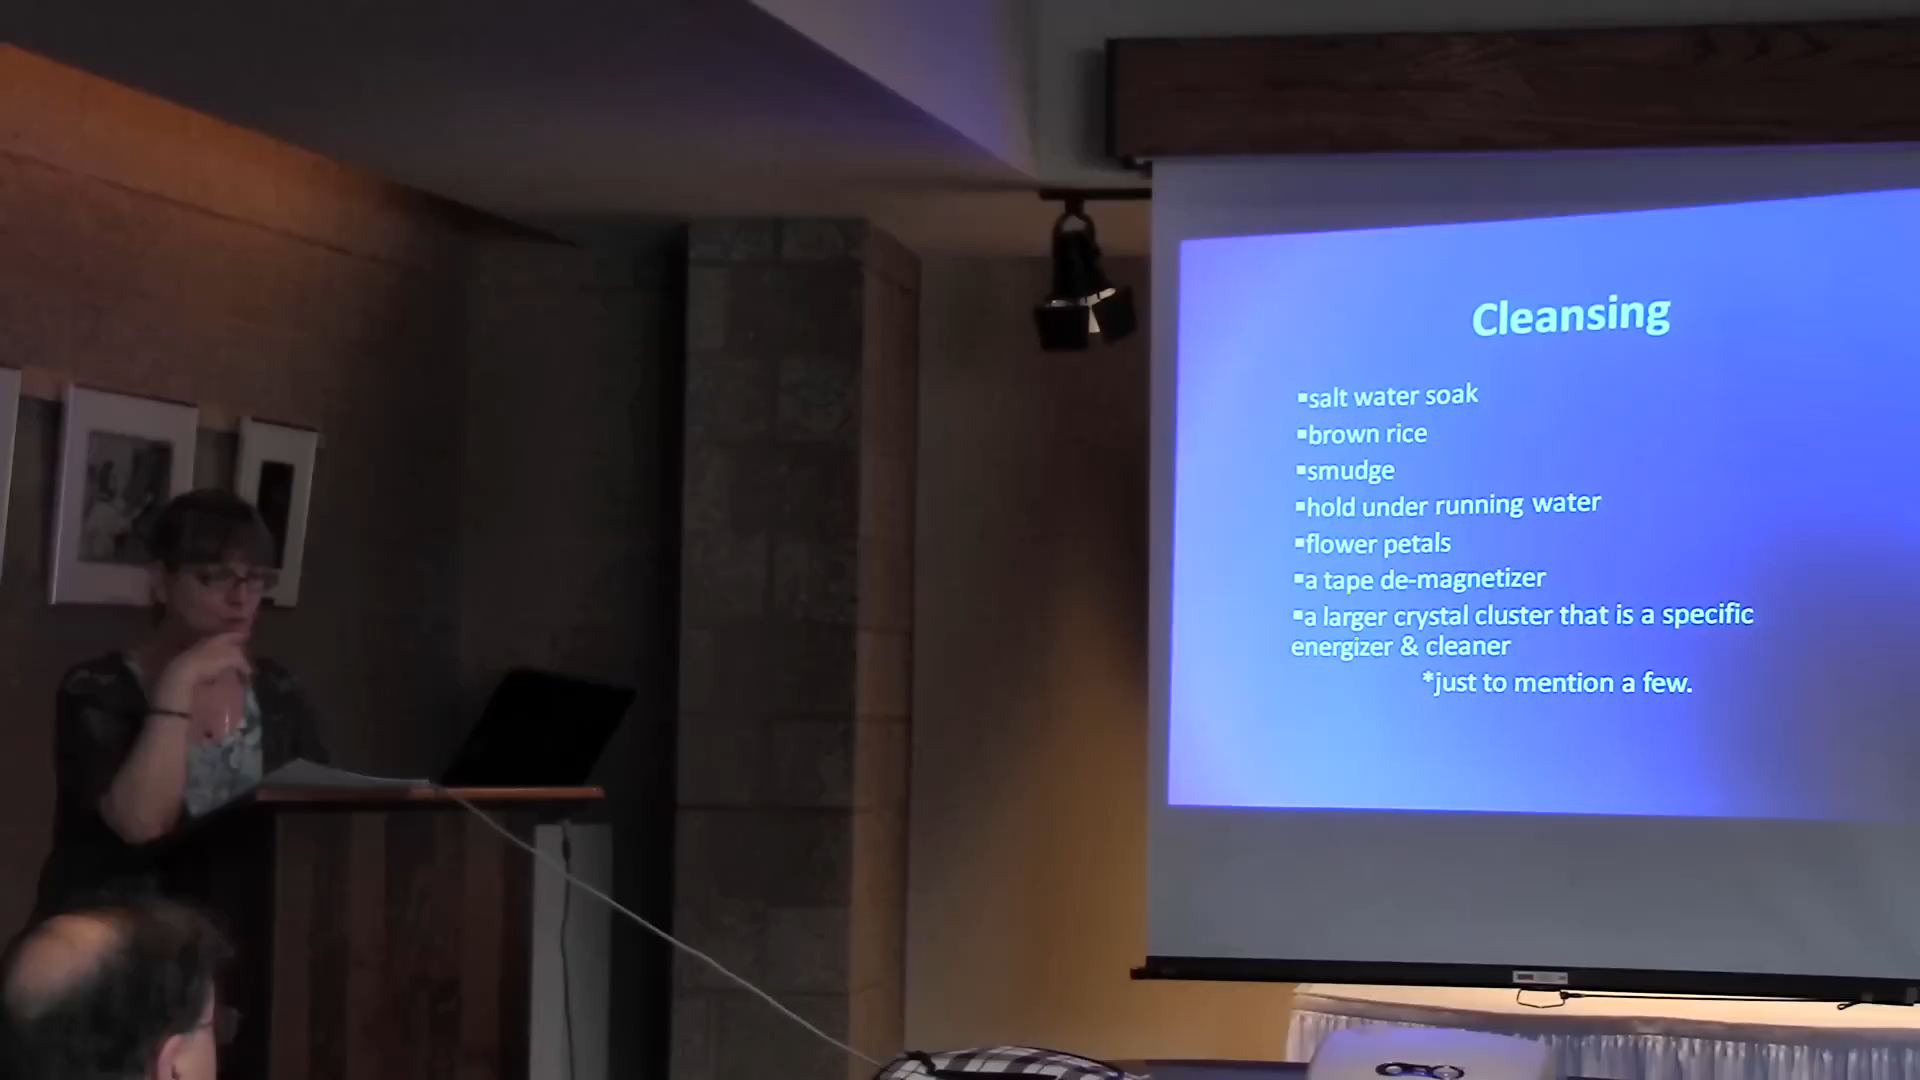 Cleansing
▪salt water soak
▪brown rice
▪smudge
▪hold under running water
▪flower petals
▪a tape de-magnetizer
▪a larger crystal cluster that is a specific
energizer & cleaner
*just to mention a few.